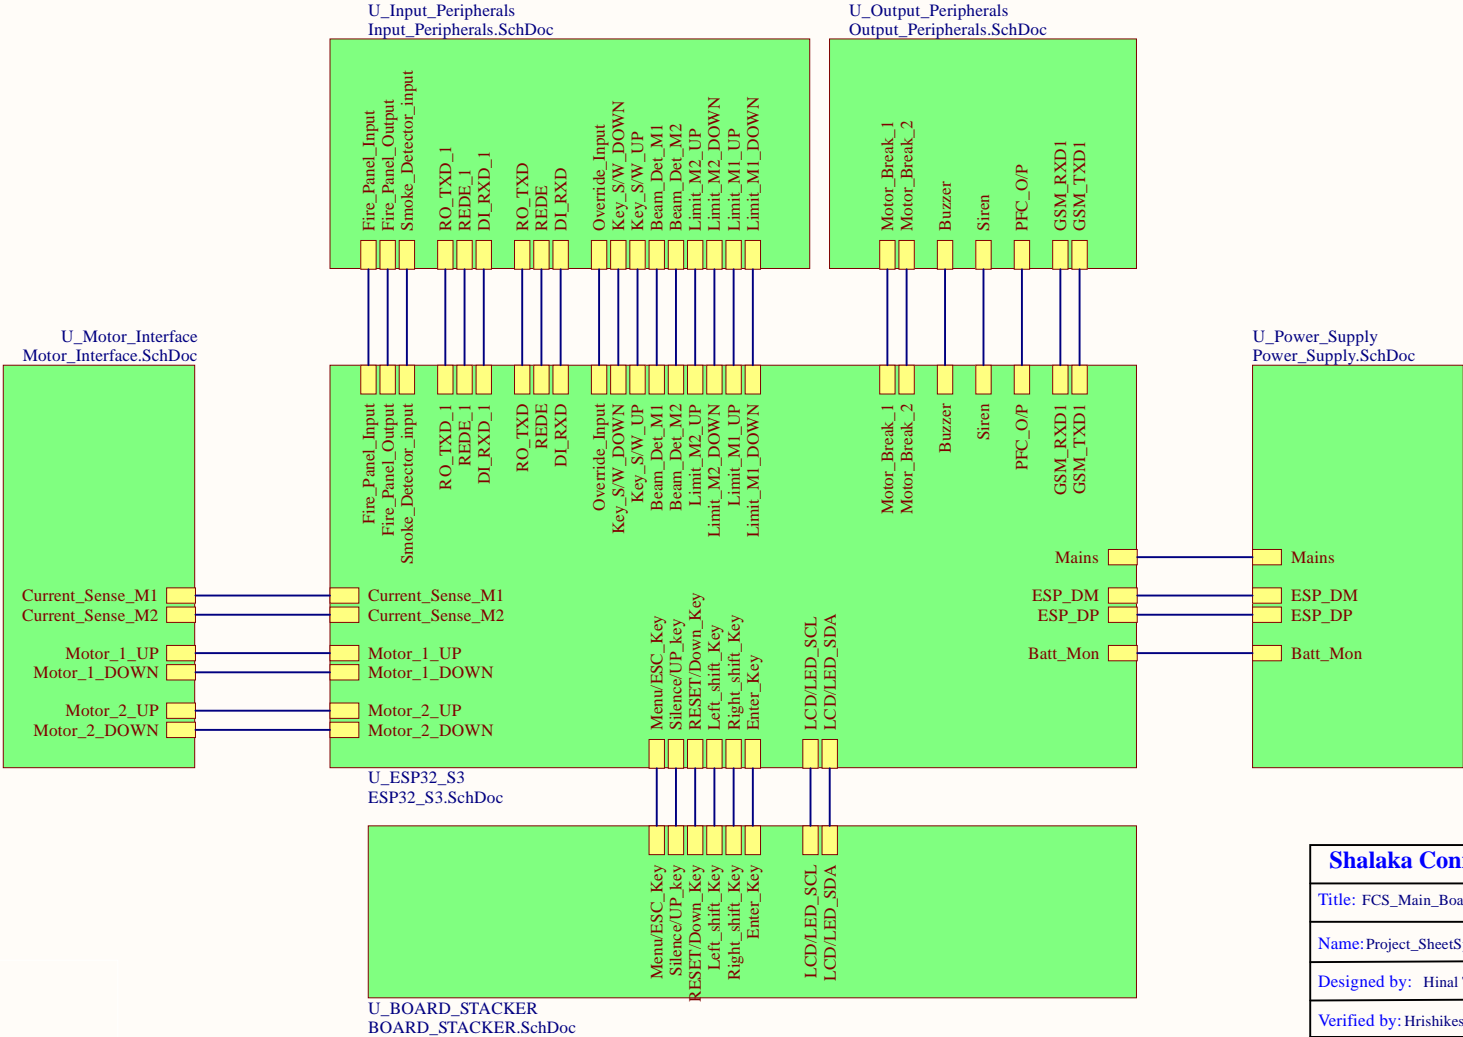 U_Input_Peripherals
Input_Peripherals.SchDoc
Fire_Panel_Input
Fire_Panel_Output
Smoke_Detector_input
RO_TXD_1
REDE_1
DI_RXD_1
RO_TXD
REDE
DI_RXD
Override_Input
Key_S/W_DOWN
Key_S/W_UP
Beam_Det_M1
Beam_Det_M2
Limit_M2_UP
Limit_M2_DOWN
Limit_M1_UP
Limit_M1_DOWN
U_Output_Peripherals
Output_Peripherals.SchDoc
Motor_Break_1
Motor_Break_2
Buzzer
Siren
PFC_O/P
GSM_RXD1
GSM_TXD1
U_Motor_Interface
Motor_Interface.SchDoc
Current_Sense_M1
Current_Sense_M2
Motor_1_UP
Motor_1_DOWN
Motor_2_UP
Motor_2_DOWN
Fire_Panel_Input
Fire_Panel_Output
Smoke_Detector_input
RO_TXD_1
REDE_1
DI_RXD_1
RO_TXD
REDE
DI_RXD
Override_Input
Key_S/W_DOWN
Key_S/W_UP
Beam_Det_M1
Beam_Det_M2
Limit_M2_UP
Limit_M2_DOWN
Limit_M1_UP
Limit_M1_DOWN
Motor_Break_1
Motor_Break_2
Buzzer
Siren
PFC_O/P
GSM_RXD1
GSM_TXD1
Current_Sense_M1
Current_Sense_M2
Motor_1_UP
Motor_1_DOWN
Motor_2_UP
Motor_2_DOWN
Mains
ESP_DM
ESP_DP
Batt_Mon
Menu/ESC_Key
Silence/UP_key
RESET/Down_Key
Left_shift_Key
Right_shift_Key
Enter_Key
LCD/LED_SCL
LCD/LED_SDA
U_ESP32_S3
ESP32_S3.SchDoc
U_Power_Supply
Power_Supply.SchDoc
Mains
ESP_DM
ESP_DP
Batt_Mon
Menu/ESC_Key
Silence/UP_key
RESET/Down_Key
Left_shift_Key
Right_shift_Key
Enter_Key
LCD/LED_SCL
LCD/LED_SDA
U_BOARD_STACKER
BOARD_STACKER.SchDoc
Shalaka
Title: FCS_Main_Boa
Name: Project_SheetS
Designed by: Hinal
Verified by: Hrishikes